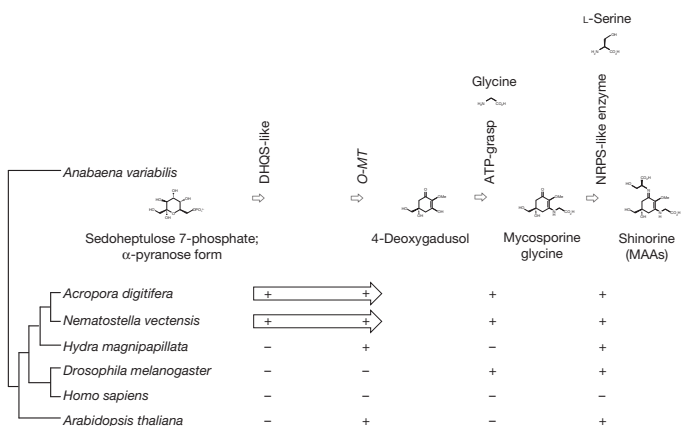 L-Serine
Glycine
DHQS-like
O-MT
ATP-grasp
NRPS-like enzyme
Anabaena variabilis
Sedoheptulose 7-phosphate;
α-pyranose form
4-Deoxygadusol
Mycosporine
glycine
Shinorine
(MAAs)
Acropora digitifera + + + +
Nematostella vectensis + + + +
Hydra magnipapillata – + – +
Drosophila melanogaster – – + +
Homo sapiens – – – –
Arabidopsis thaliana – + – +